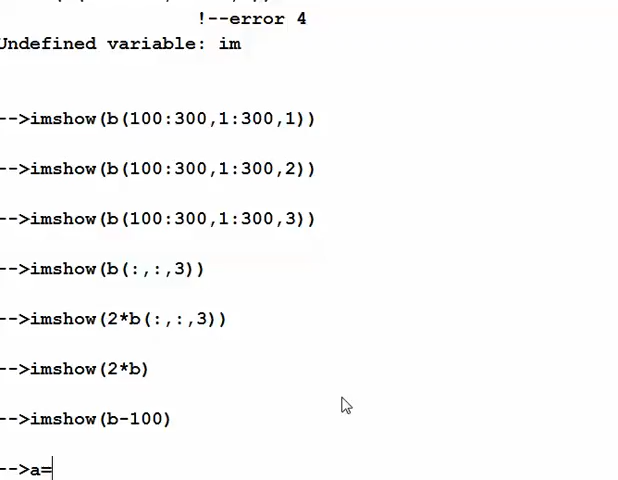 !--error 4
Undefined variable: im
-->imshow(b(100:300,1:300,1))
-->imshow(b(100:300,1:300,2))
-->imshow(b(100:300,1:300,3))
-->imshow(b(:,:,3))
-->imshow(2*b(:,:,3))
-->imshow(2*b)
-->imshow(b-100)
-->a=